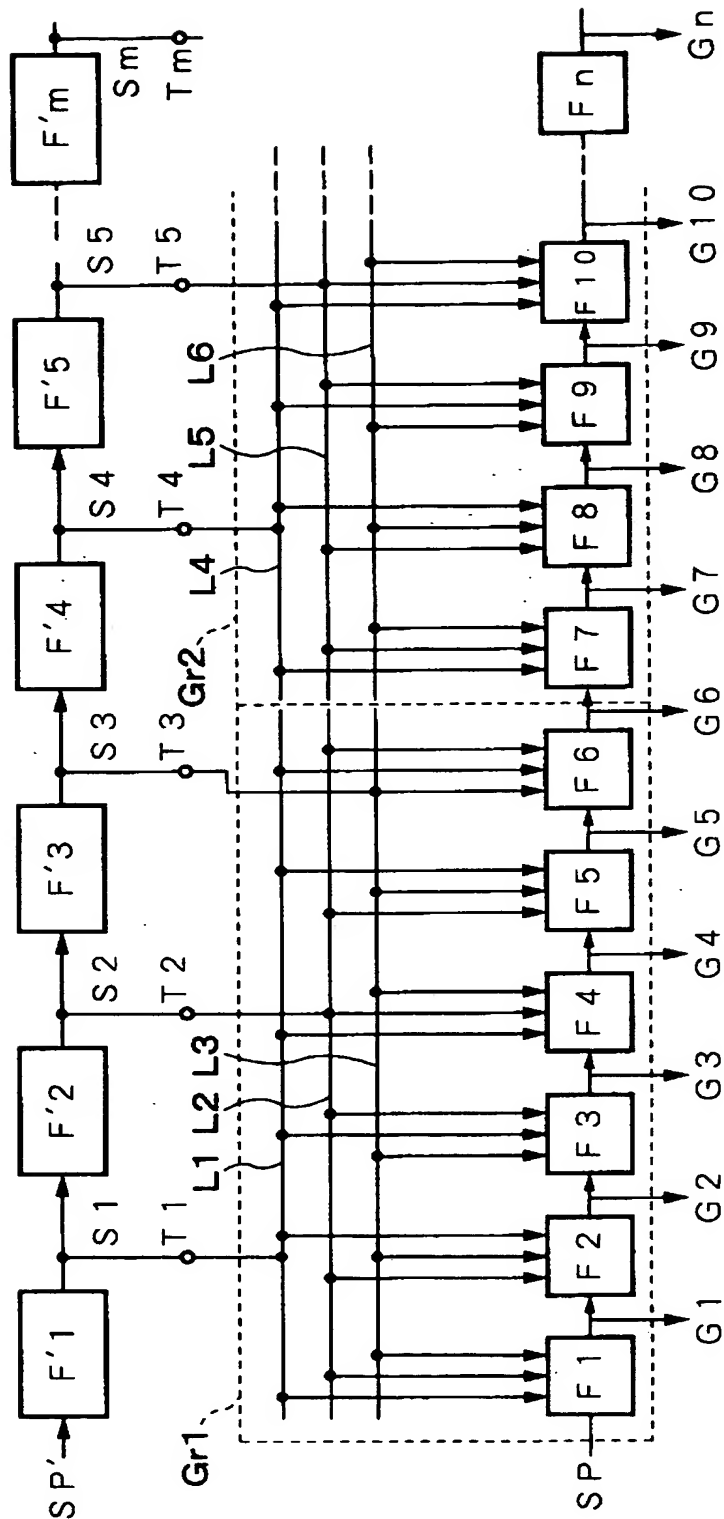 SP' F'1 F'2 F'3 F'4 F'5 F'm
S1 S2 S3 S4 S5 Sm
T1 T2 T3 T4 T5 Tm
Gr1 L1 L2 L3 Gr2 L4 L5 L6
SP F1 F2 F3 F4 F5 F6 F7 F8 F9 F10 Fn
G1 G2 G3 G4 G5 G6 G7 G8 G9 G10 Gn